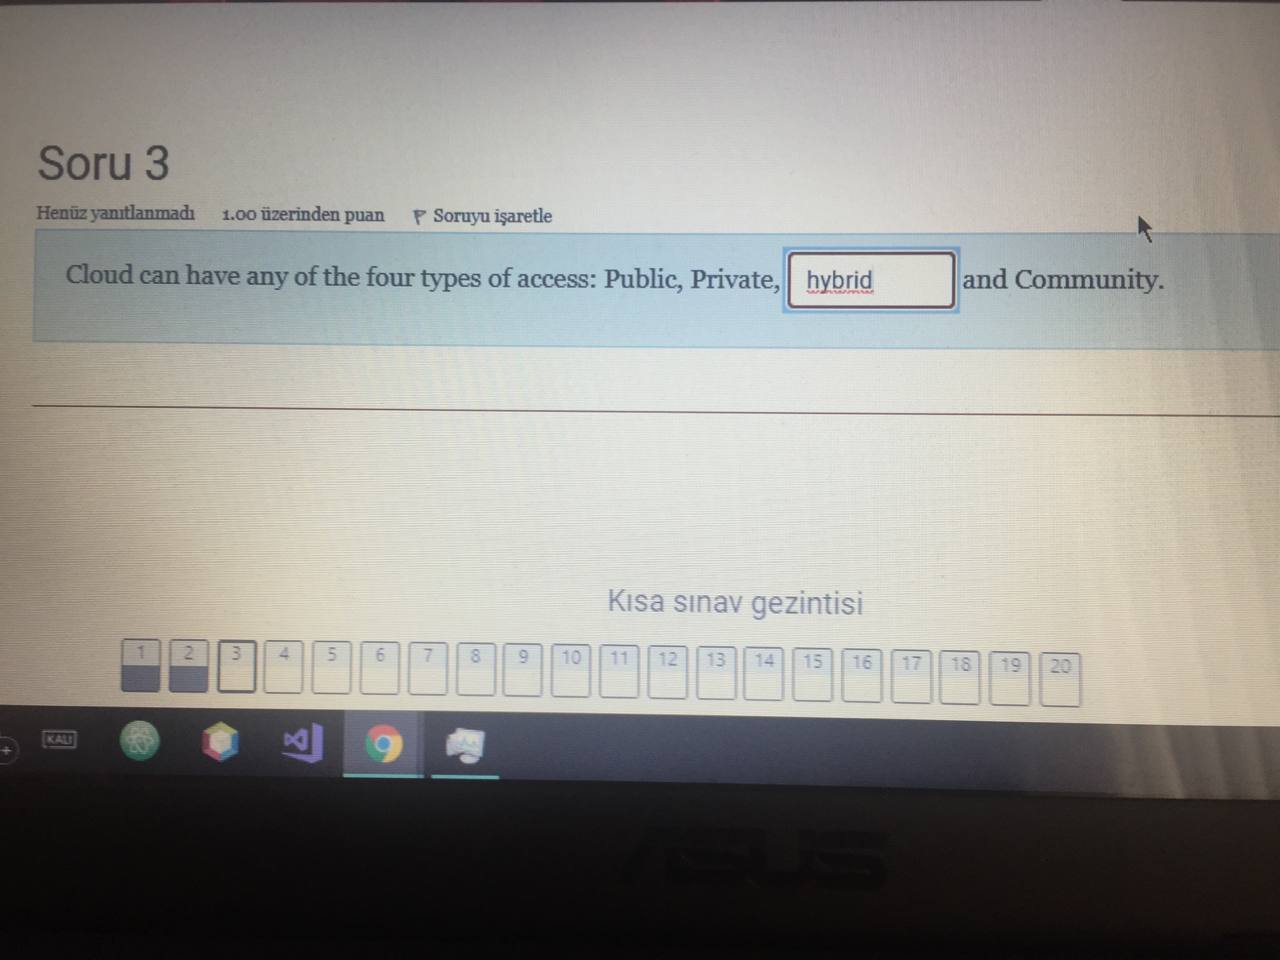 Soru 3
Henüz yanıtlanmadı 1.00 üzerinden puan Soruyu işaretle
Cloud can have any of the four types of access: Public, Private, hybrid and Community.
Kısa sınav gezintisi
1 2 3 4 5 6 7 8 9 10 11 12 13 14 15 16 17 18 19 20
KALI
ASUS